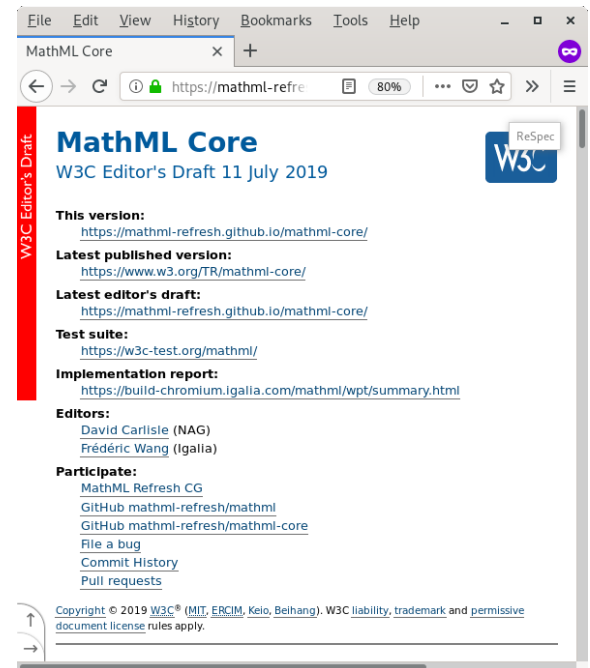 File Edit View History Bookmarks Tools Help
MathML Core
https://mathml-refre 80%
ReSpec
W3C
W3C Editor's Draft
MathML Core
W3C Editor's Draft 11 July 2019
This version:
https://mathml-refresh.github.io/mathml-core/
Latest published version:
https://www.w3.org/TR/mathml-core/
Latest editor's draft:
https://mathml-refresh.github.io/mathml-core/
Test suite:
https://w3c-test.org/mathml/
Implementation report:
https://build-chromium.igalia.com/mathml/wpt/summary.html
Editors:
David Carlisle (NAG)
Frédéric Wang (Igalia)
Participate:
MathML Refresh CG
GitHub mathml-refresh/mathml
GitHub mathml-refresh/mathml-core
File a bug
Commit History
Pull requests
Copyright © 2019 W3C® (MIT, ERCIM, Keio, Beihang). W3C liability, trademark and permissive
document license rules apply.